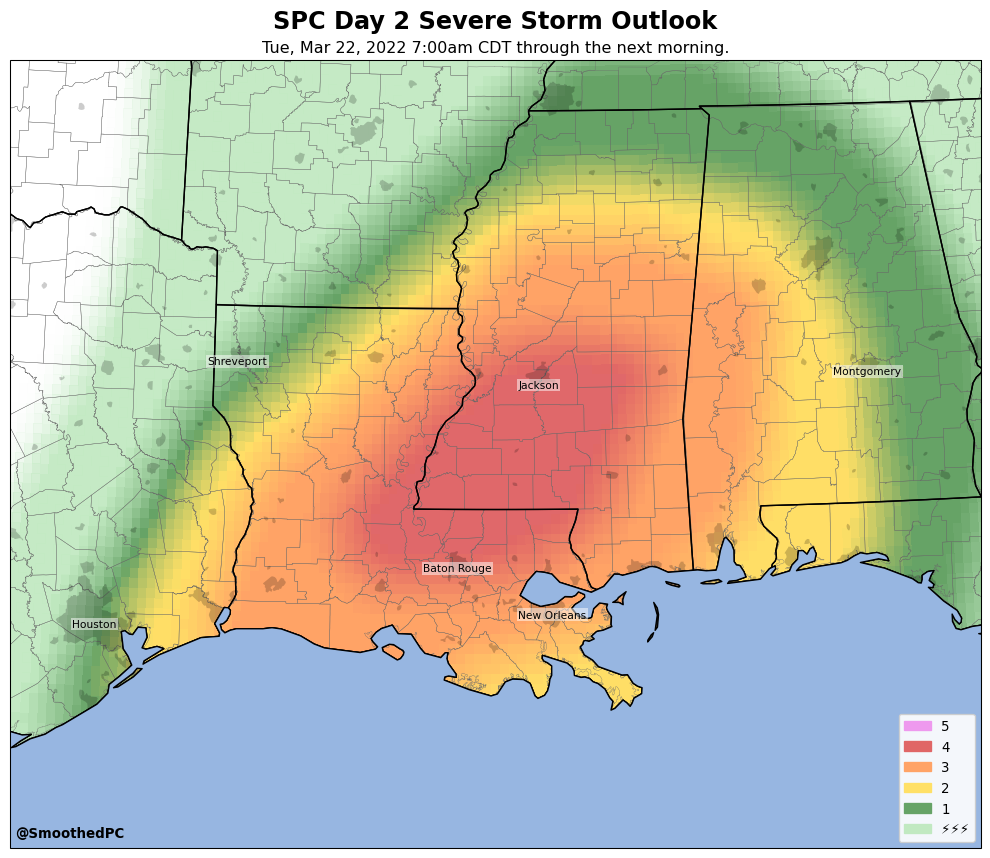 SPC Day 2 Severe Storm Outlook
Tue, Mar 22, 2022 7:00am CDT through the next morning.
Shreveport
Jackson
Montgomery
Baton Rouge
New Orleans
Houston
5
4
3
2
1
⚡⚡⚡
@SmoothedPC